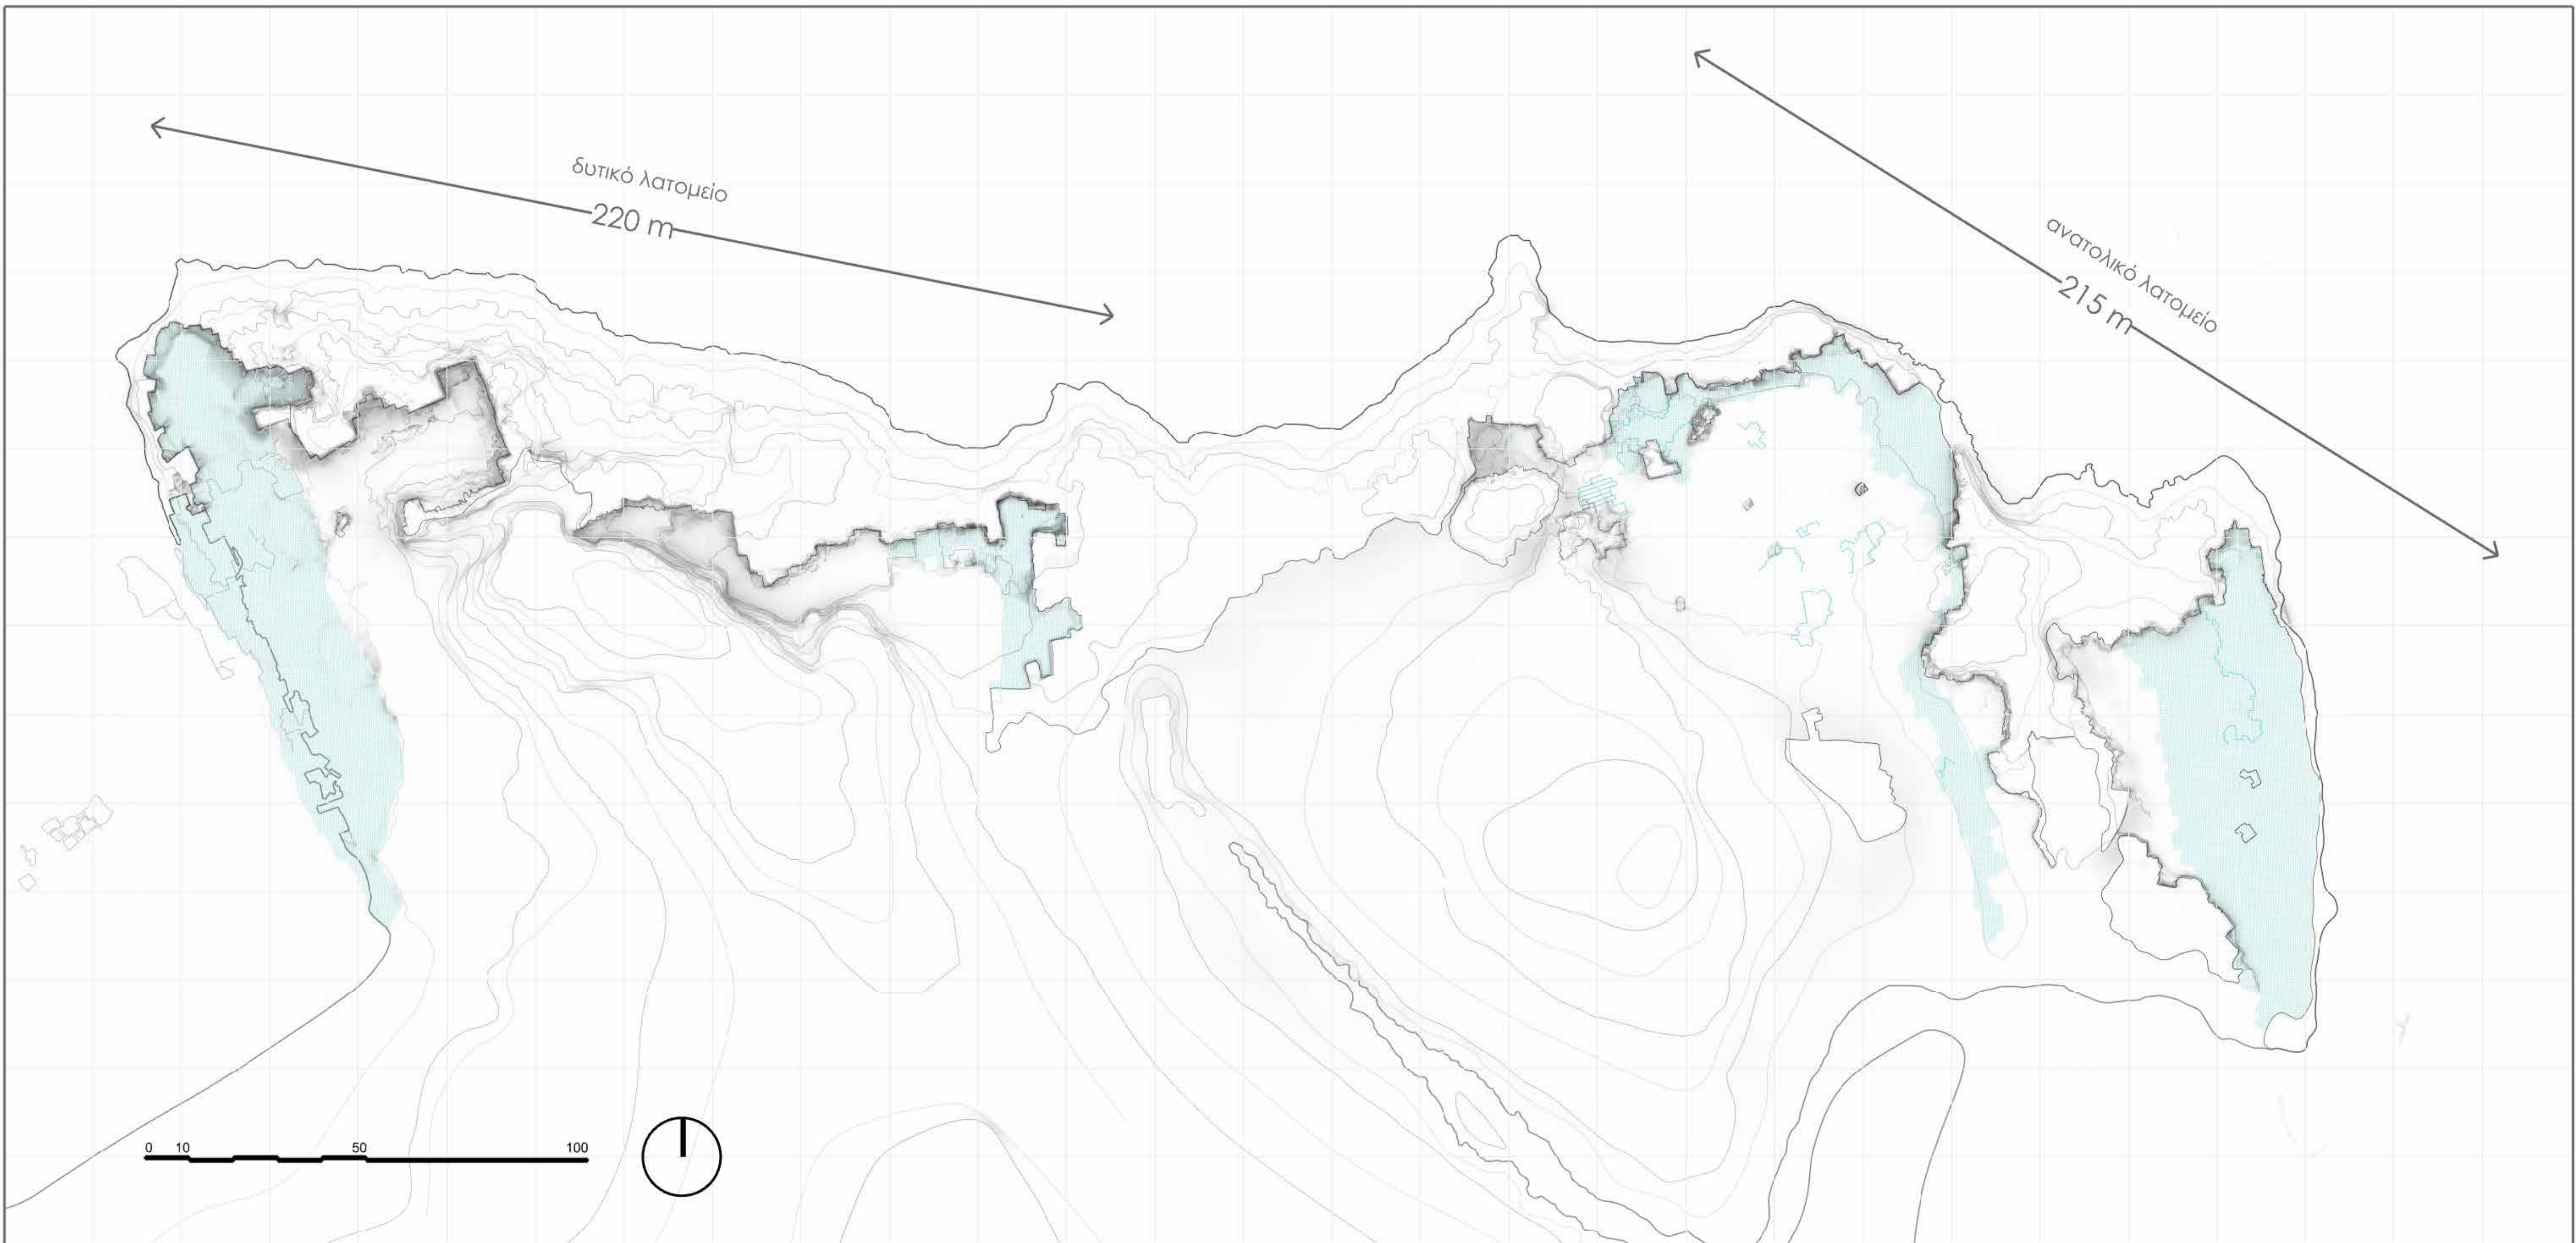 δυτικό λατομείο
220 m
ανατολικό λατομείο
215 m
0 10 50 100